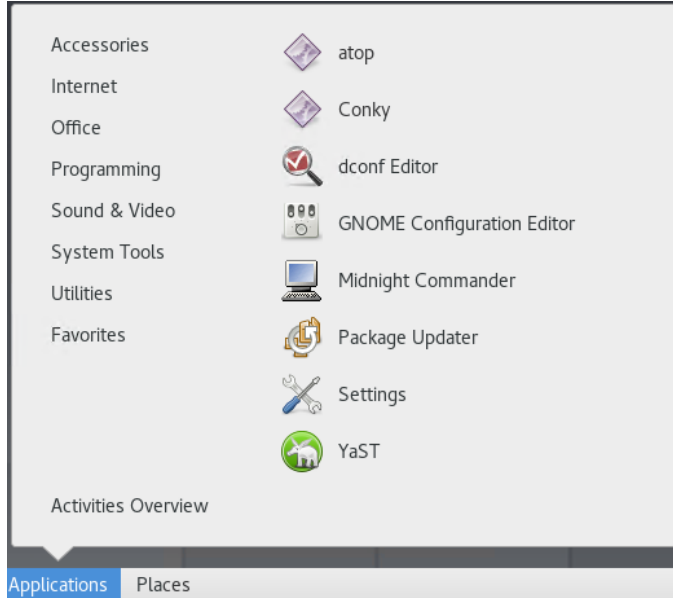 Accessories
Internet
Office
Programming
Sound & Video
System Tools
Utilities
Favorites
Activities Overview
atop
Conky
dconf Editor
GNOME Configuration Editor
Midnight Commander
Package Updater
Settings
YaST
Applications Places